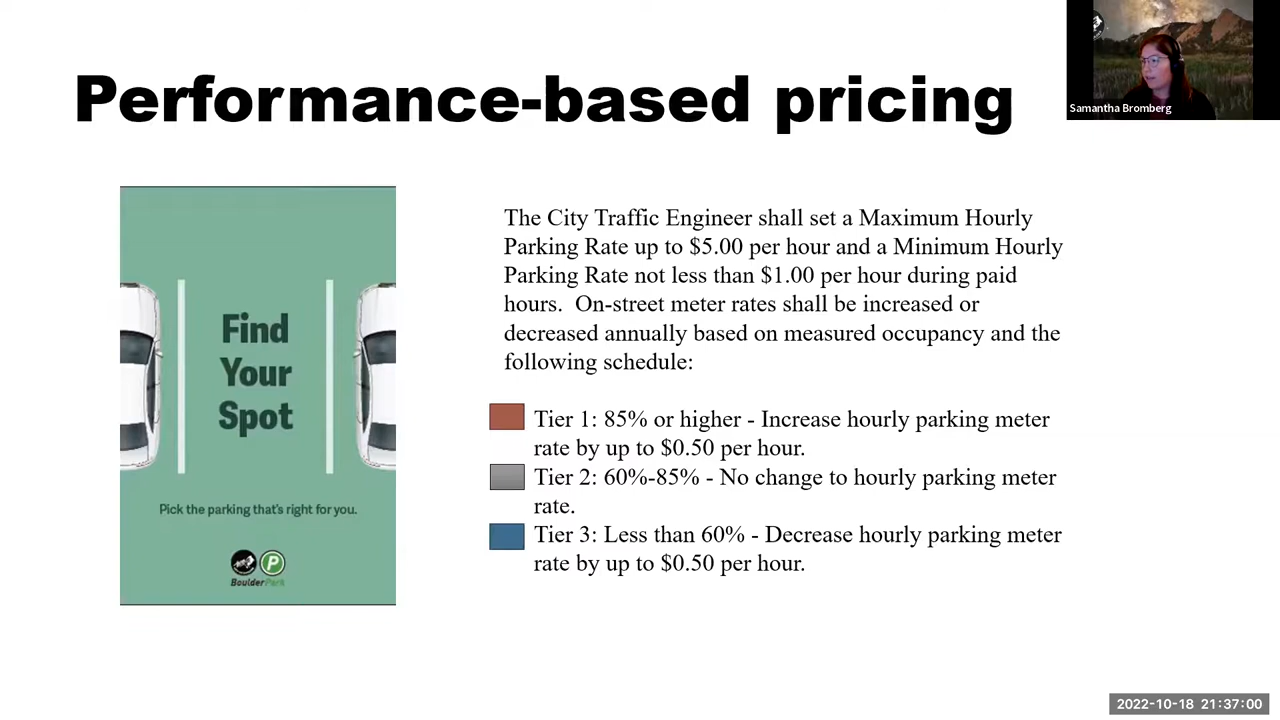 Performance-based pricing
Samantha Bromberg
Find
Your
Spot
Pick the parking that's right for you.
P
BoulderPark
The City Traffic Engineer shall set a Maximum Hourly
Parking Rate up to $5.00 per hour and a Minimum Hourly
Parking Rate not less than $1.00 per hour during paid
hours.  On-street meter rates shall be increased or
decreased annually based on measured occupancy and the
following schedule:
Tier 1: 85% or higher - Increase hourly parking meter
rate by up to $0.50 per hour.
Tier 2: 60%-85% - No change to hourly parking meter
rate.
Tier 3: Less than 60% - Decrease hourly parking meter
rate by up to $0.50 per hour.
2022-10-18 21:37:00